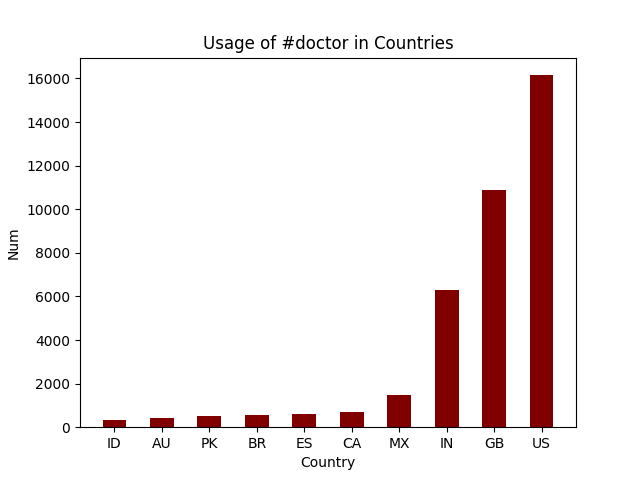 Usage of #doctor in Countries
Num
16000
14000
12000
10000
8000
6000
4000
2000
0
ID AU PK BR ES CA MX IN GB US
Country